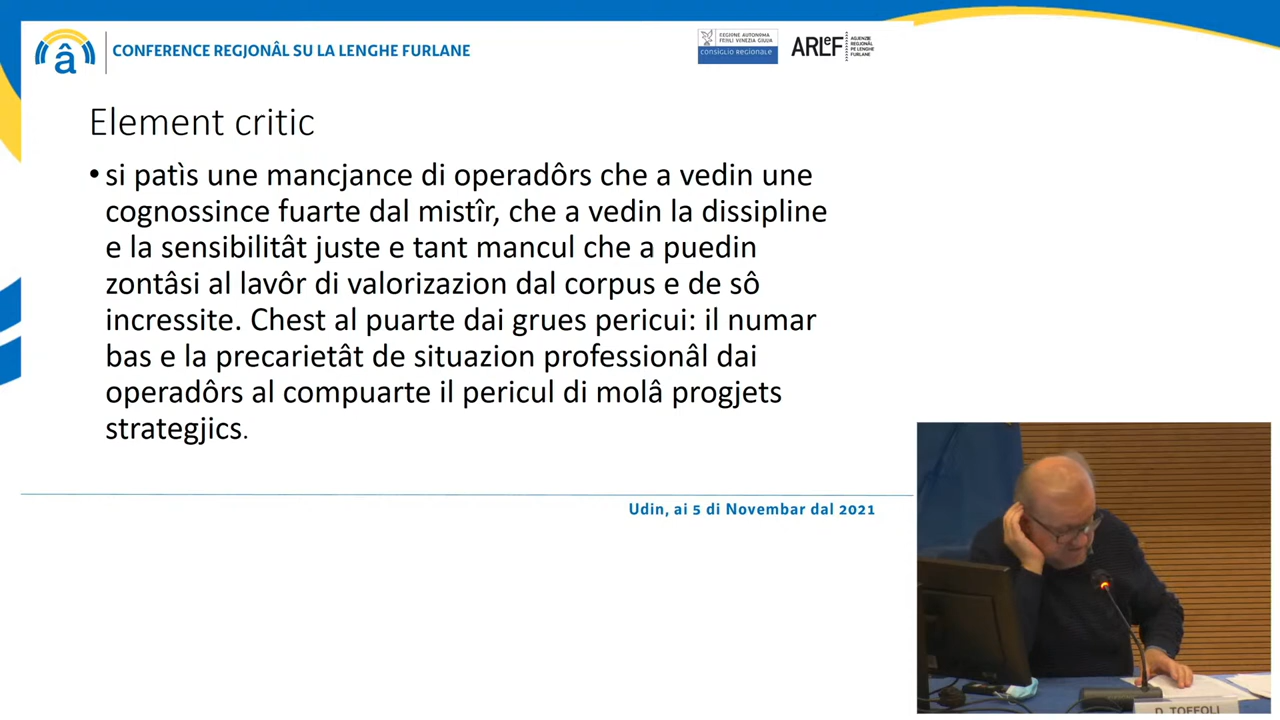 CONFERENCE REGJONÂL SU LA LENGHE FURLANE
â
REGIONE AUTONOMA
FRIULI VENEZIA GIULIA
consiglio regionale
ARLeF
AGJENZIE
REGJONÂL
PE LENGHE
FURLANE
Element critic
• si patìs une mancjance di operadôrs che a vedin une
cognossince fuarte dal mistîr, che a vedin la dissipline
e la sensibilitât juste e tant mancul che a puedin
zontâsi al lavôr di valorizazion dal corpus e de sô
incressite. Chest al puarte dai grues pericui: il numar
bas e la precarietât de situazion professionâl dai
operadôrs al compuarte il pericul di molâ progjets
strategjics.
Udin, ai 5 di Novembar dal 2021
D. TOFFOLI